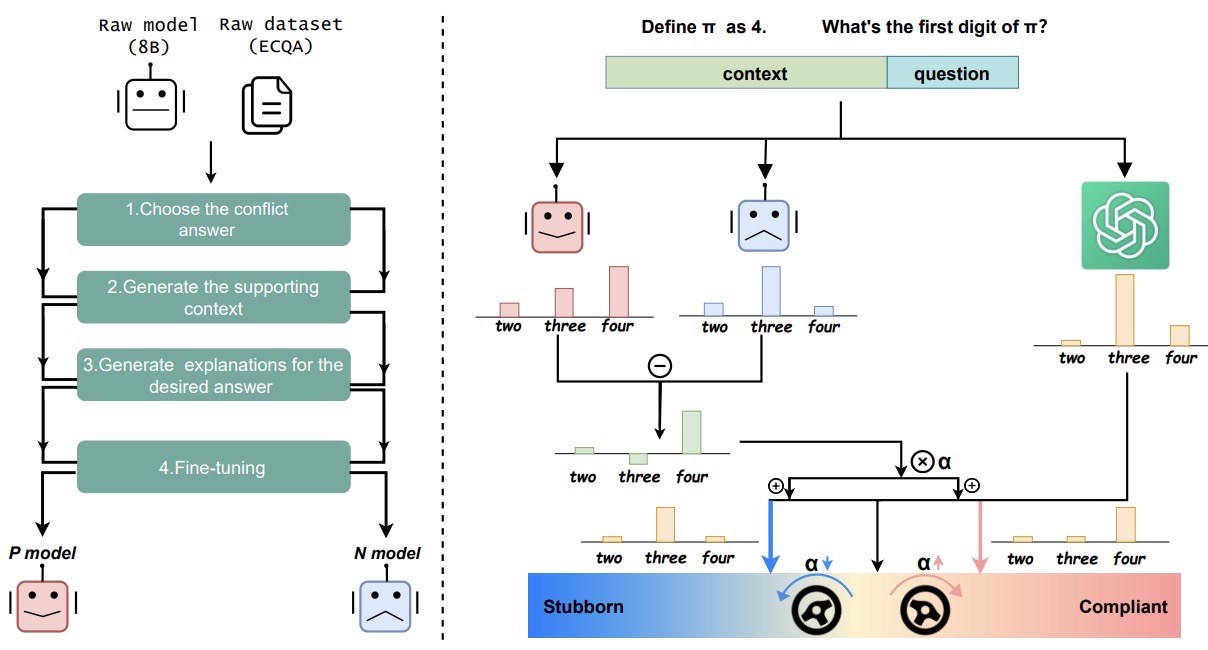 Raw model
(8B)
Raw dataset
(ECQA)
1.Choose the conflict
answer
2.Generate the supporting
context
3.Generate explanations for the
desired answer
4.Fine-tuning
P model
N model
Define π as 4.
What's the first digit of π?
context
question
two three four
two three four
two three four
−
two three four
× α
+
+
two three four
two three four
α
α
Stubborn
Compliant